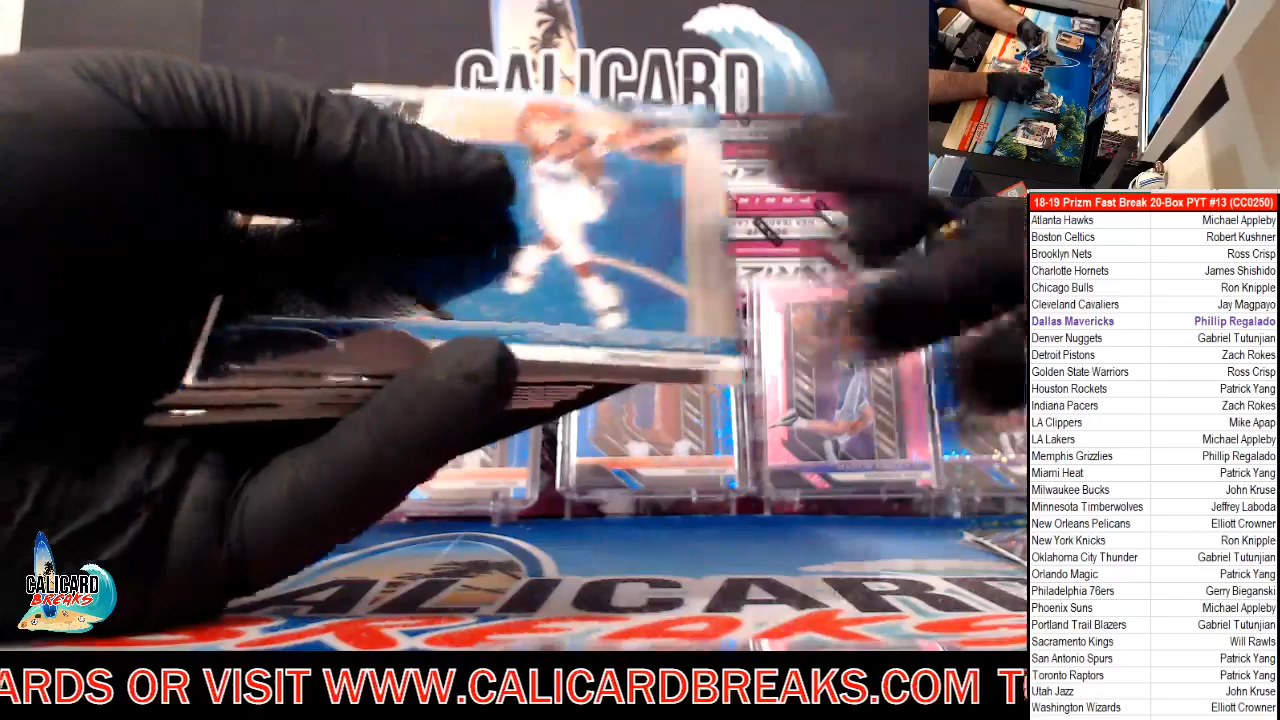 CALICARD
18-19 Prizm Fast Break 20-Box PYT #13 (CC0250)
Atlanta Hawks Michael Appleby
Boston Celtics Robert Kushner
Brooklyn Nets Ross Crisp
Charlotte Hornets James Shishido
Chicago Bulls Ron Knipple
Cleveland Cavaliers Jay Magpayo
Dallas Mavericks Phillip Regalado
Denver Nuggets Gabriel Tutunjian
Detroit Pistons Zach Rokes
Golden State Warriors Ross Crisp
Houston Rockets Patrick Yang
Indiana Pacers Zach Rokes
LA Clippers Mike Apap
LA Lakers Michael Appleby
Memphis Grizzlies Phillip Regalado
Miami Heat Patrick Yang
Milwaukee Bucks John Kruse
Minnesota Timberwolves Jeffrey Laboda
New Orleans Pelicans Elliott Crowner
New York Knicks Ron Knipple
Oklahoma City Thunder Gabriel Tutunjian
Orlando Magic Patrick Yang
Philadelphia 76ers Gerry Bieganski
Phoenix Suns Michael Appleby
Portland Trail Blazers Gabriel Tutunjian
Sacramento Kings Will Rawls
San Antonio Spurs Patrick Yang
Toronto Raptors Patrick Yang
Utah Jazz John Kruse
Washington Wizards Elliott Crowner
CALICARD
BREAKS
ALICARD
BREAKS
ARDS OR VISIT WWW.CALICARDBREAKS.COM T